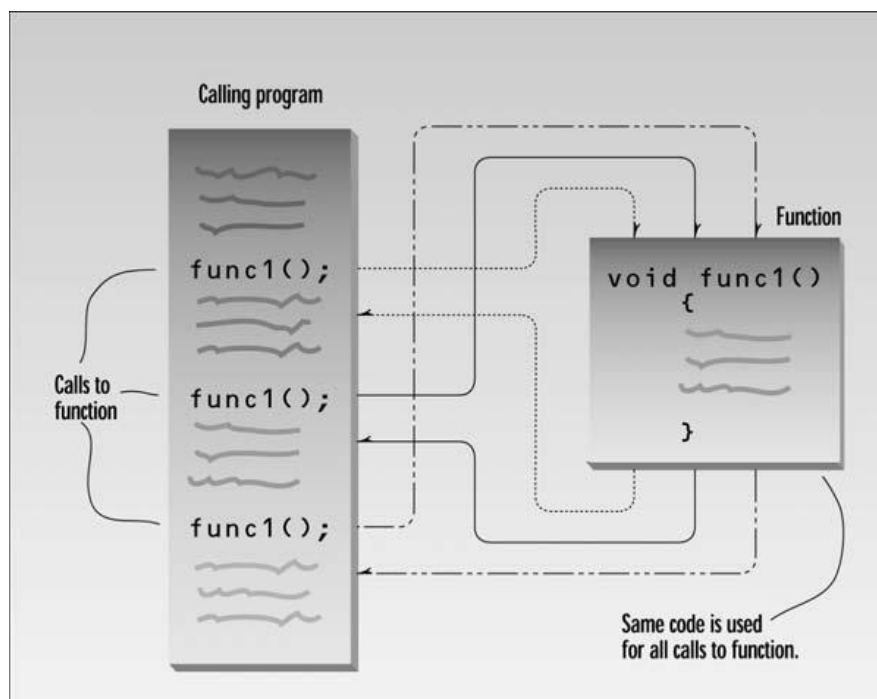 Calling program
Function
func1();
void func1()
{
Calls to
function
func1();
}
func1();
Same code is used
for all calls to function.